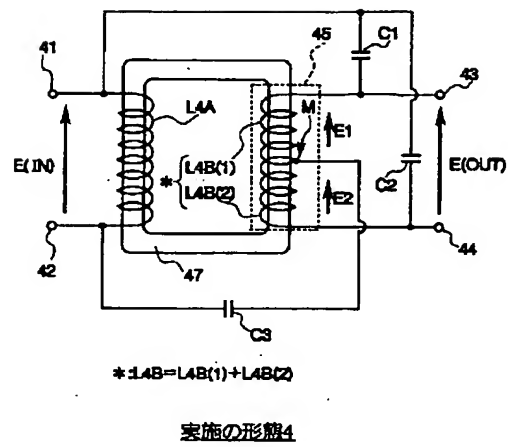 45
C1
41
43
L4A
M
E1
E(IN)
*
L4B(1)
L4B(2)
E2
C2
E(OUT)
42
44
47
C3
*:L4B=L4B(1)+L4B(2)
実施の形態4